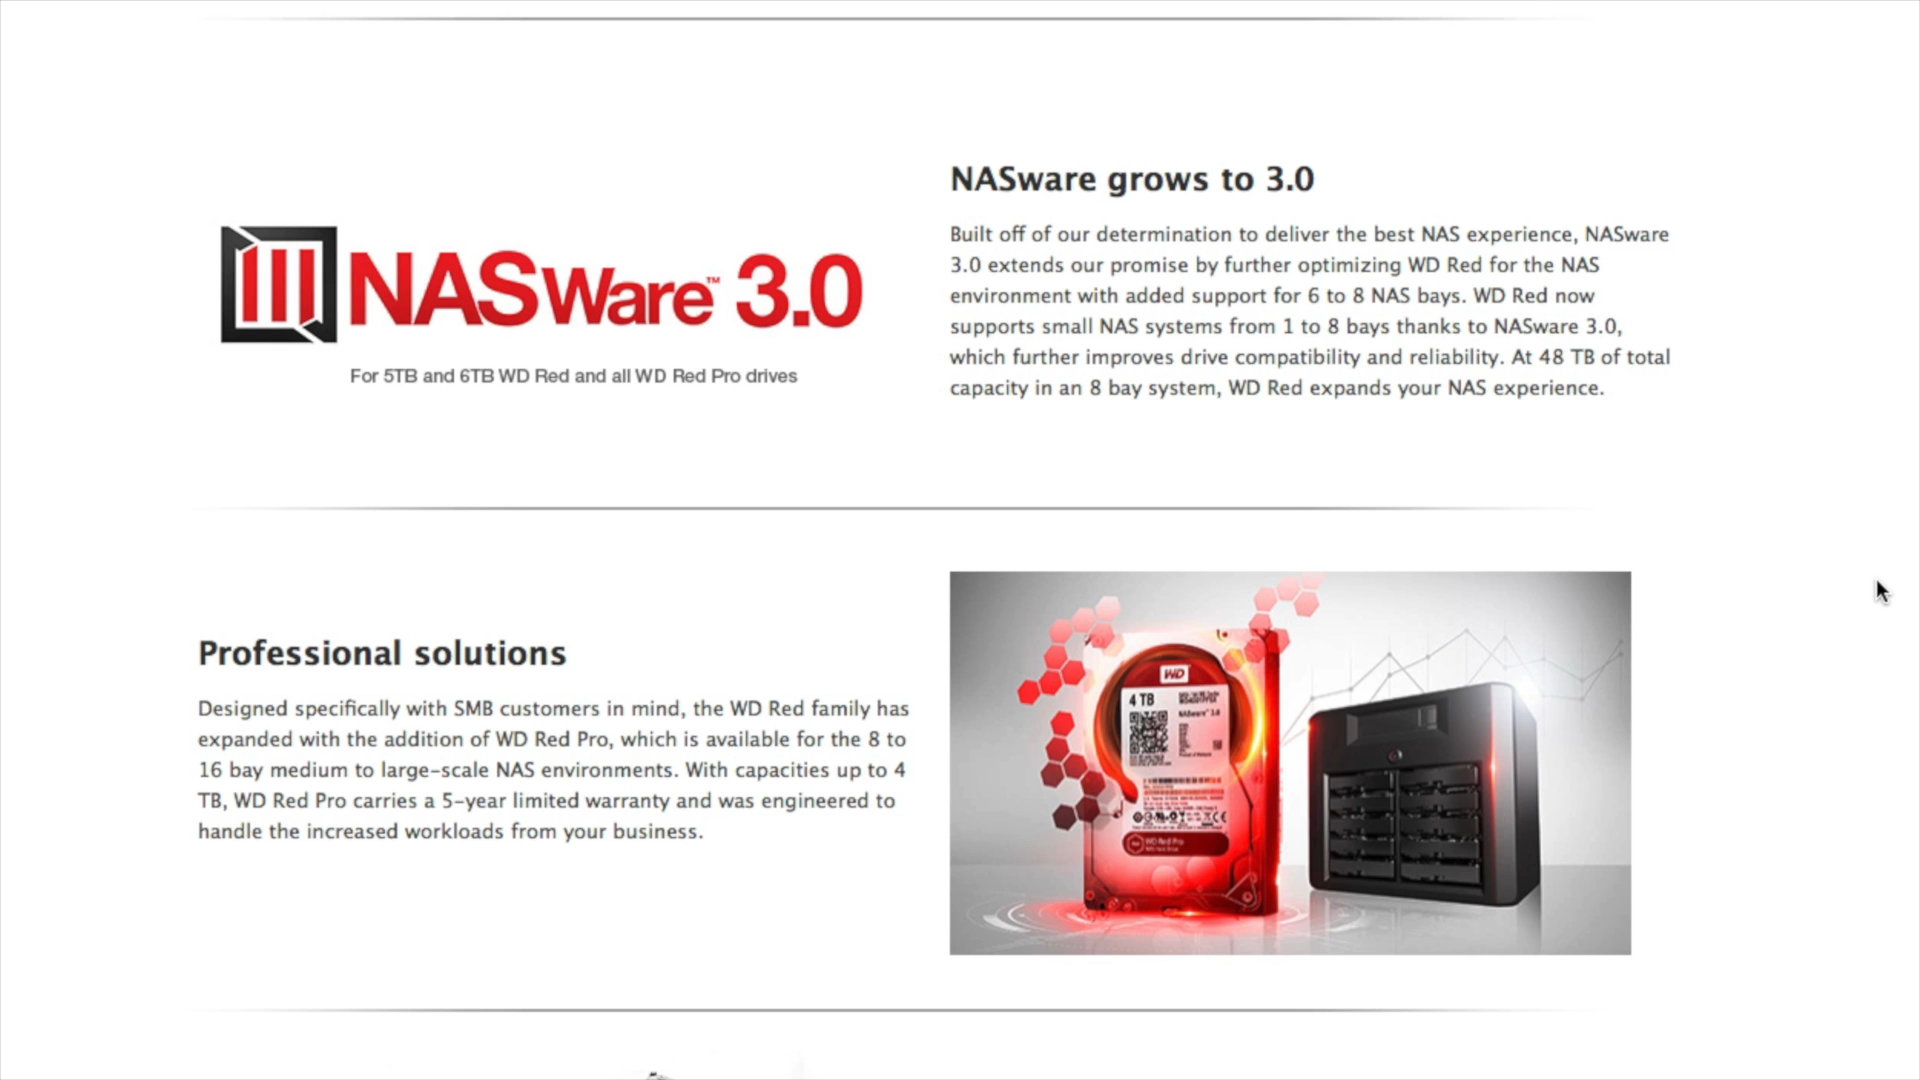 NASware grows to 3.0
Built off of our determination to deliver the best NAS experience, NASware
3.0 extends our promise by further optimizing WD Red for the NAS
environment with added support for 6 to 8 NAS bays. WD Red now
supports small NAS systems from 1 to 8 bays thanks to NASware 3.0,
which further improves drive compatibility and reliability. At 48 TB of total
capacity in an 8 bay system, WD Red expands your NAS experience.
NASWare™ 3.0
For 5TB and 6TB WD Red and all WD Red Pro drives
Professional solutions
Designed specifically with SMB customers in mind, the WD Red family has
expanded with the addition of WD Red Pro, which is available for the 8 to
16 bay medium to large-scale NAS environments. With capacities up to 4
TB, WD Red Pro carries a 5-year limited warranty and was engineered to
handle the increased workloads from your business.
WD
4 TB
NASware™ 3.0
WD Red Pro